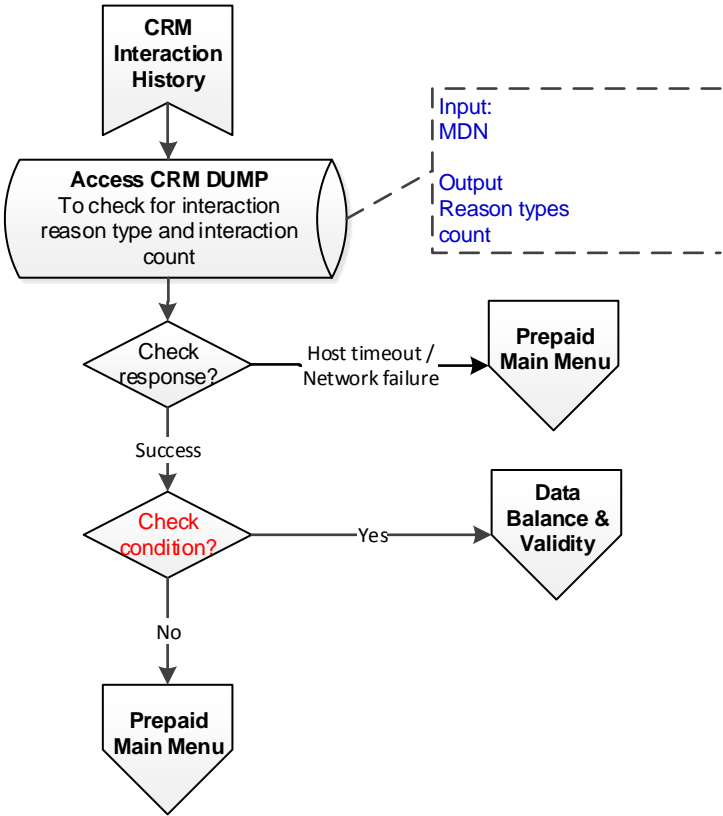 CRM
Interaction
History
Input:
MDN
Output
Reason types
count
Access CRM DUMP
To check for interaction
reason type and interaction
count
Check
response?
Host timeout /
Network failure
Prepaid
Main Menu
Success
Check
condition?
Yes
Data
Balance &
Validity
No
Prepaid
Main Menu